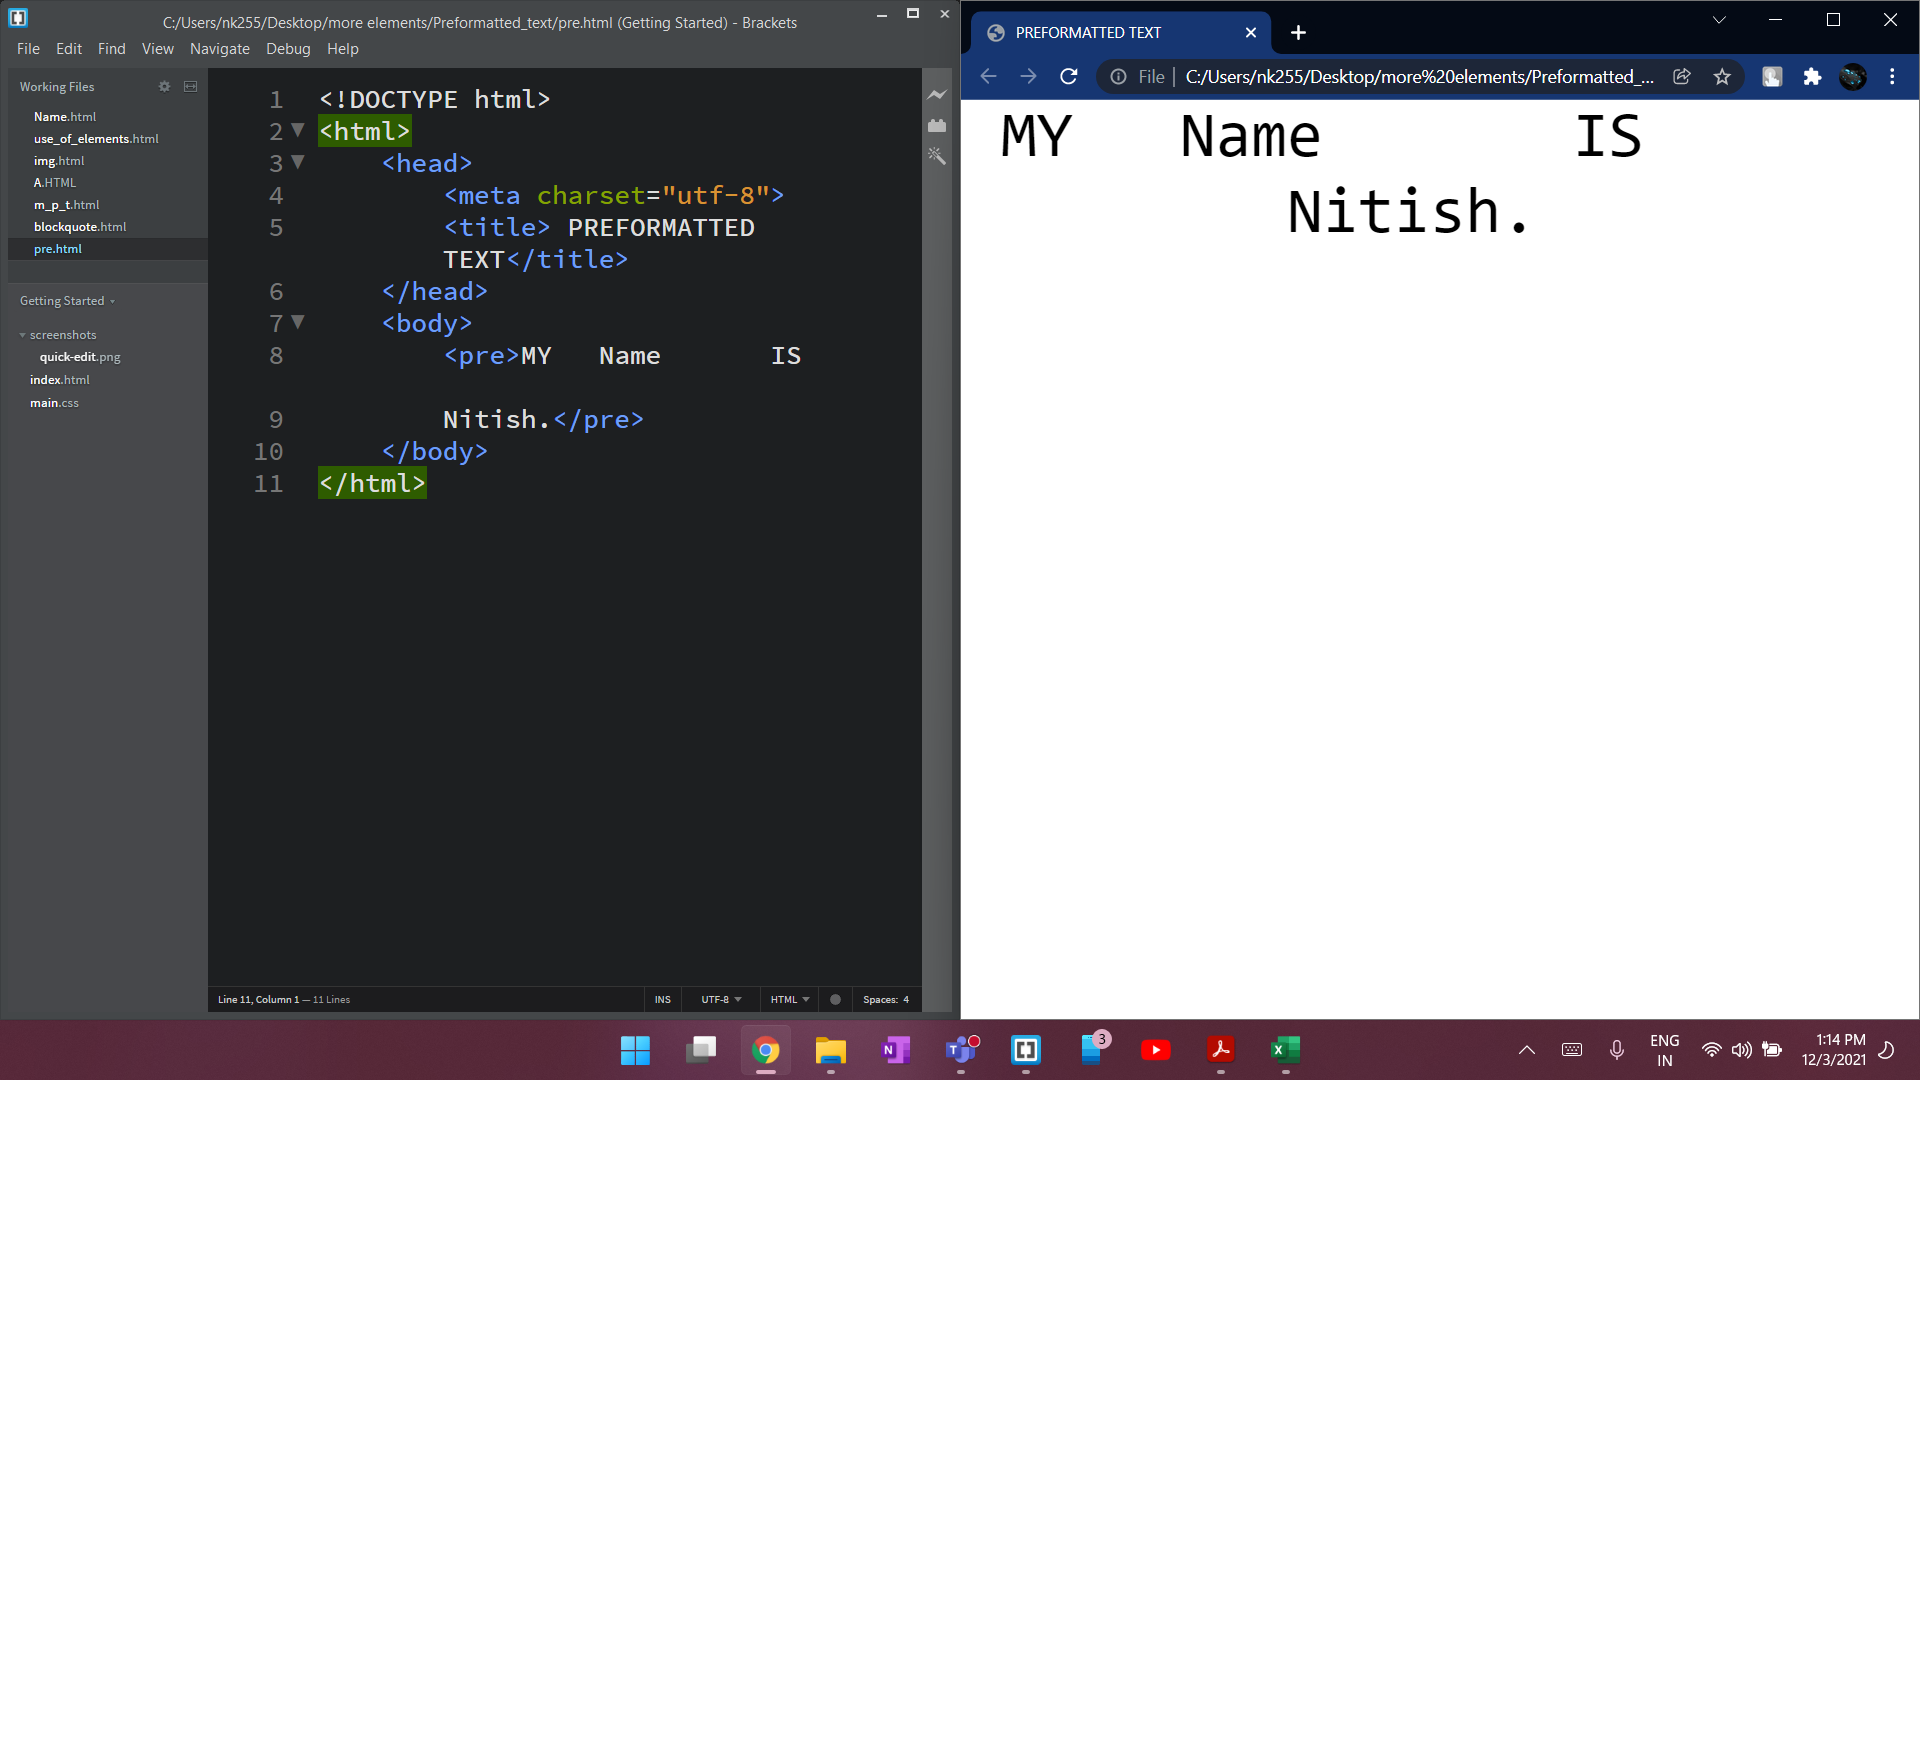 C:/Users/nk255/Desktop/more elements/Preformatted_text/pre.html (Getting Started) - Brackets
File Edit Find View Navigate Debug Help
Working Files
Name.html
use_of_elements.html
img.html
A.HTML
m_p_t.html
blockquote.html
pre.html
Getting Started
screenshots
quick-edit.png
index.html
main.css
1 <!DOCTYPE html>
2 <html>
3 <head>
4 <meta charset="utf-8">
5 <title> PREFORMATTED
TEXT</title>
6 </head>
7 <body>
8 <pre>MY   Name       IS
9 Nitish.</pre>
10 </body>
11 </html>
Line 11, Column 1 — 11 Lines INS UTF-8 HTML Spaces: 4
PREFORMATTED TEXT
File C:/Users/nk255/Desktop/more%20elements/Preformatted_...
MY   Name       IS
Nitish.
N T 3 X
ENG
IN
1:14 PM
12/3/2021